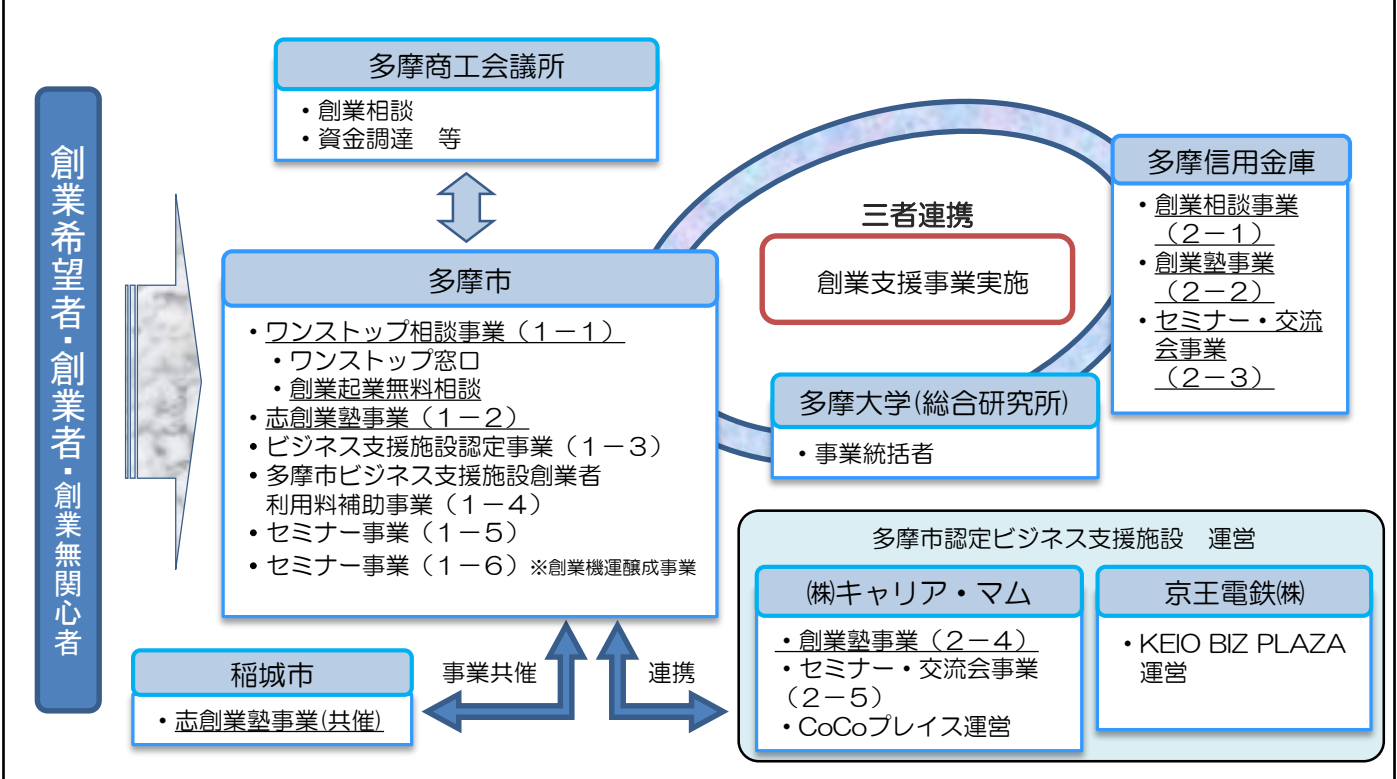 創業希望者・創業者・創業無関心者
多摩商工会議所
・創業相談
・資金調達　等
多摩市
・ワンストップ相談事業（１－１）
・ワンストップ窓口
・創業起業無料相談
・志創業塾事業（１－２）
・ビジネス支援施設認定事業（１－３）
・多摩市ビジネス支援施設創業者
利用料補助事業（１－４）
・セミナー事業（１－５）
・セミナー事業（１－６）※創業機運醸成事業
三者連携
創業支援事業実施
多摩信用金庫
・創業相談事業
（２－１）
・創業塾事業
（２－２）
・セミナー・交流
会事業
（２－３）
多摩大学(総合研究所)
・事業統括者
稲城市
・志創業塾事業(共催)
事業共催
連携
多摩市認定ビジネス支援施設　運営
㈱キャリア・マム
・創業塾事業（２－４）
・セミナー・交流会事業
（２－５）
・CoCoプレイス運営
京王電鉄㈱
・KEIO BIZ PLAZA
運営